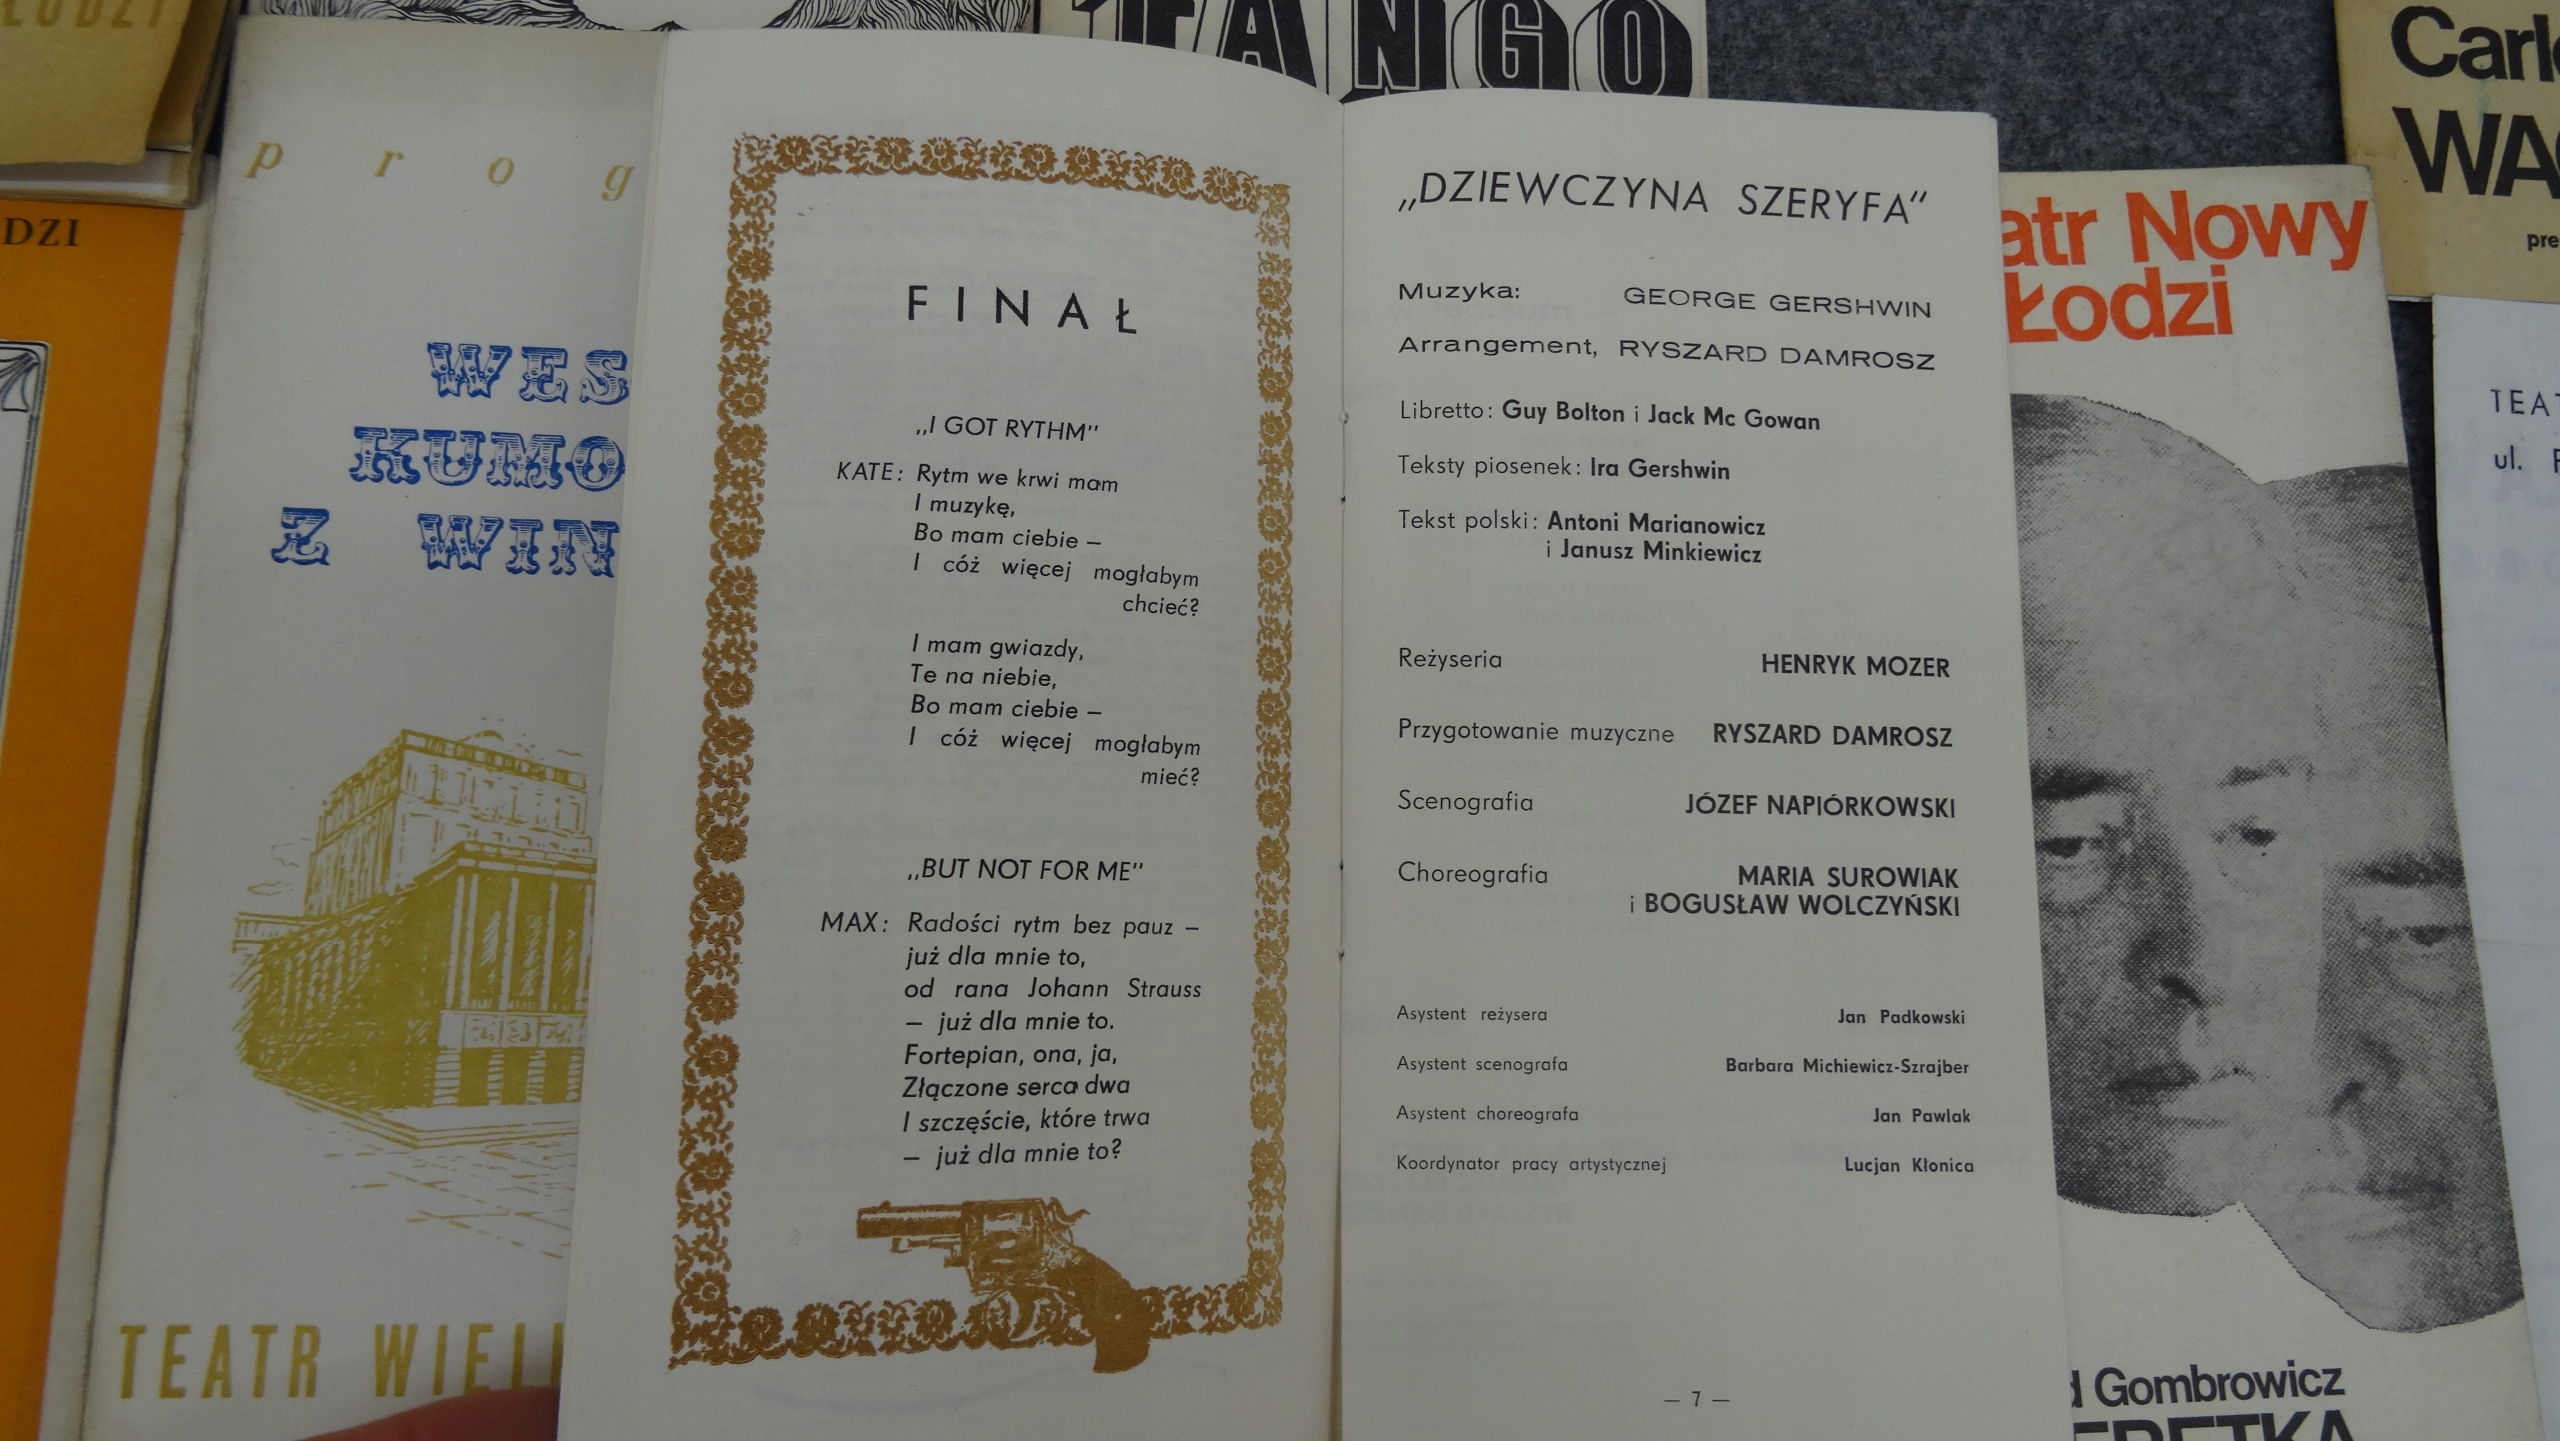 ŁODZI
TANGO
Carlo
WA
pre
DZI
p r o g
WES
KUMO
Z WIN
TEATR WIEL
FINAŁ
„I GOT RYTHM"
KATE: Rytm we krwi mam
I muzykę,
Bo mam ciebie –
I cóż więcej mogłabym
chcieć?
I mam gwiazdy,
Te na niebie,
Bo mam ciebie –
I cóż więcej mogłabym
mieć?
„BUT NOT FOR ME"
MAX: Radości rytm bez pauz –
już dla mnie to,
od rana Johann Strauss
– już dla mnie to.
Fortepian, ona, ja,
Złączone serca dwa
I szczęście, które trwa
– już dla mnie to?
„DZIEWCZYNA SZERYFA"
Muzyka: GEORGE GERSHWIN
Arrangement, RYSZARD DAMROSZ
Libretto: Guy Bolton i Jack Mc Gowan
Teksty piosenek: Ira Gershwin
Tekst polski: Antoni Marianowicz
i Janusz Minkiewicz
Reżyseria HENRYK MOZER
Przygotowanie muzyczne RYSZARD DAMROSZ
Scenografia JÓZEF NAPIÓRKOWSKI
Choreografia MARIA SUROWIAK
i BOGUSŁAW WOLCZYŃSKI
Asystent reżysera Jan Padkowski
Asystent scenografa Barbara Michiewicz-Szrajber
Asystent choreografa Jan Pawlak
Koordynator pracy artystycznej Lucjan Kłonica
— 7 —
atr Nowy
Łodzi
d Gombrowicz
ERETKA
TEAT
ul.